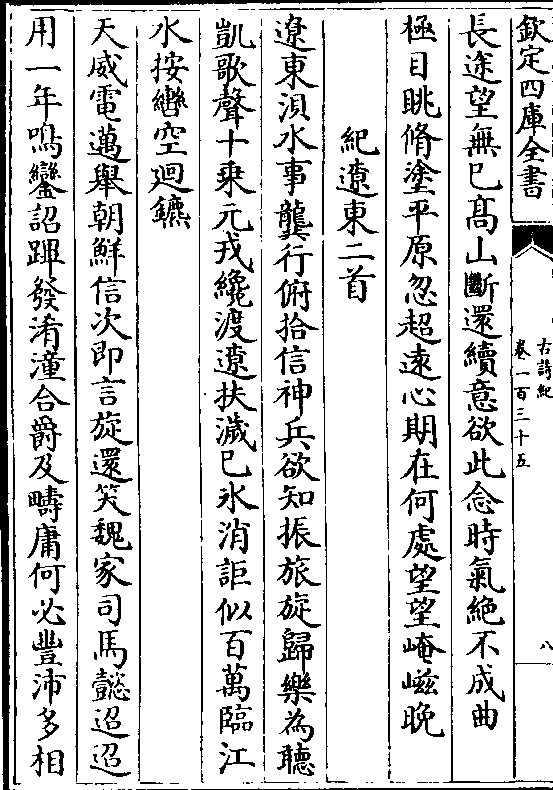 欽定四庫全書
古詩紀
卷一百三十五
八
長途望無已髙山斷還續意欲此念時氣絶不成曲
極目眺脩塗平原忽超逺心期在何處望望崦嵫晚
紀遼東二首
遼東浿水事龔行俯拾信神兵欲知振旅旋歸樂為聴
凱歌聲十乗元戎纔渡遼扶濊已氷消詎似百萬臨江
水按轡空迴鑣
天威電邁舉朝鮮信次即言旋還笑魏家司馬懿迢迢
用一年鳴鑾詔蹕發淆潼合爵及疇庸何必豐沛多相